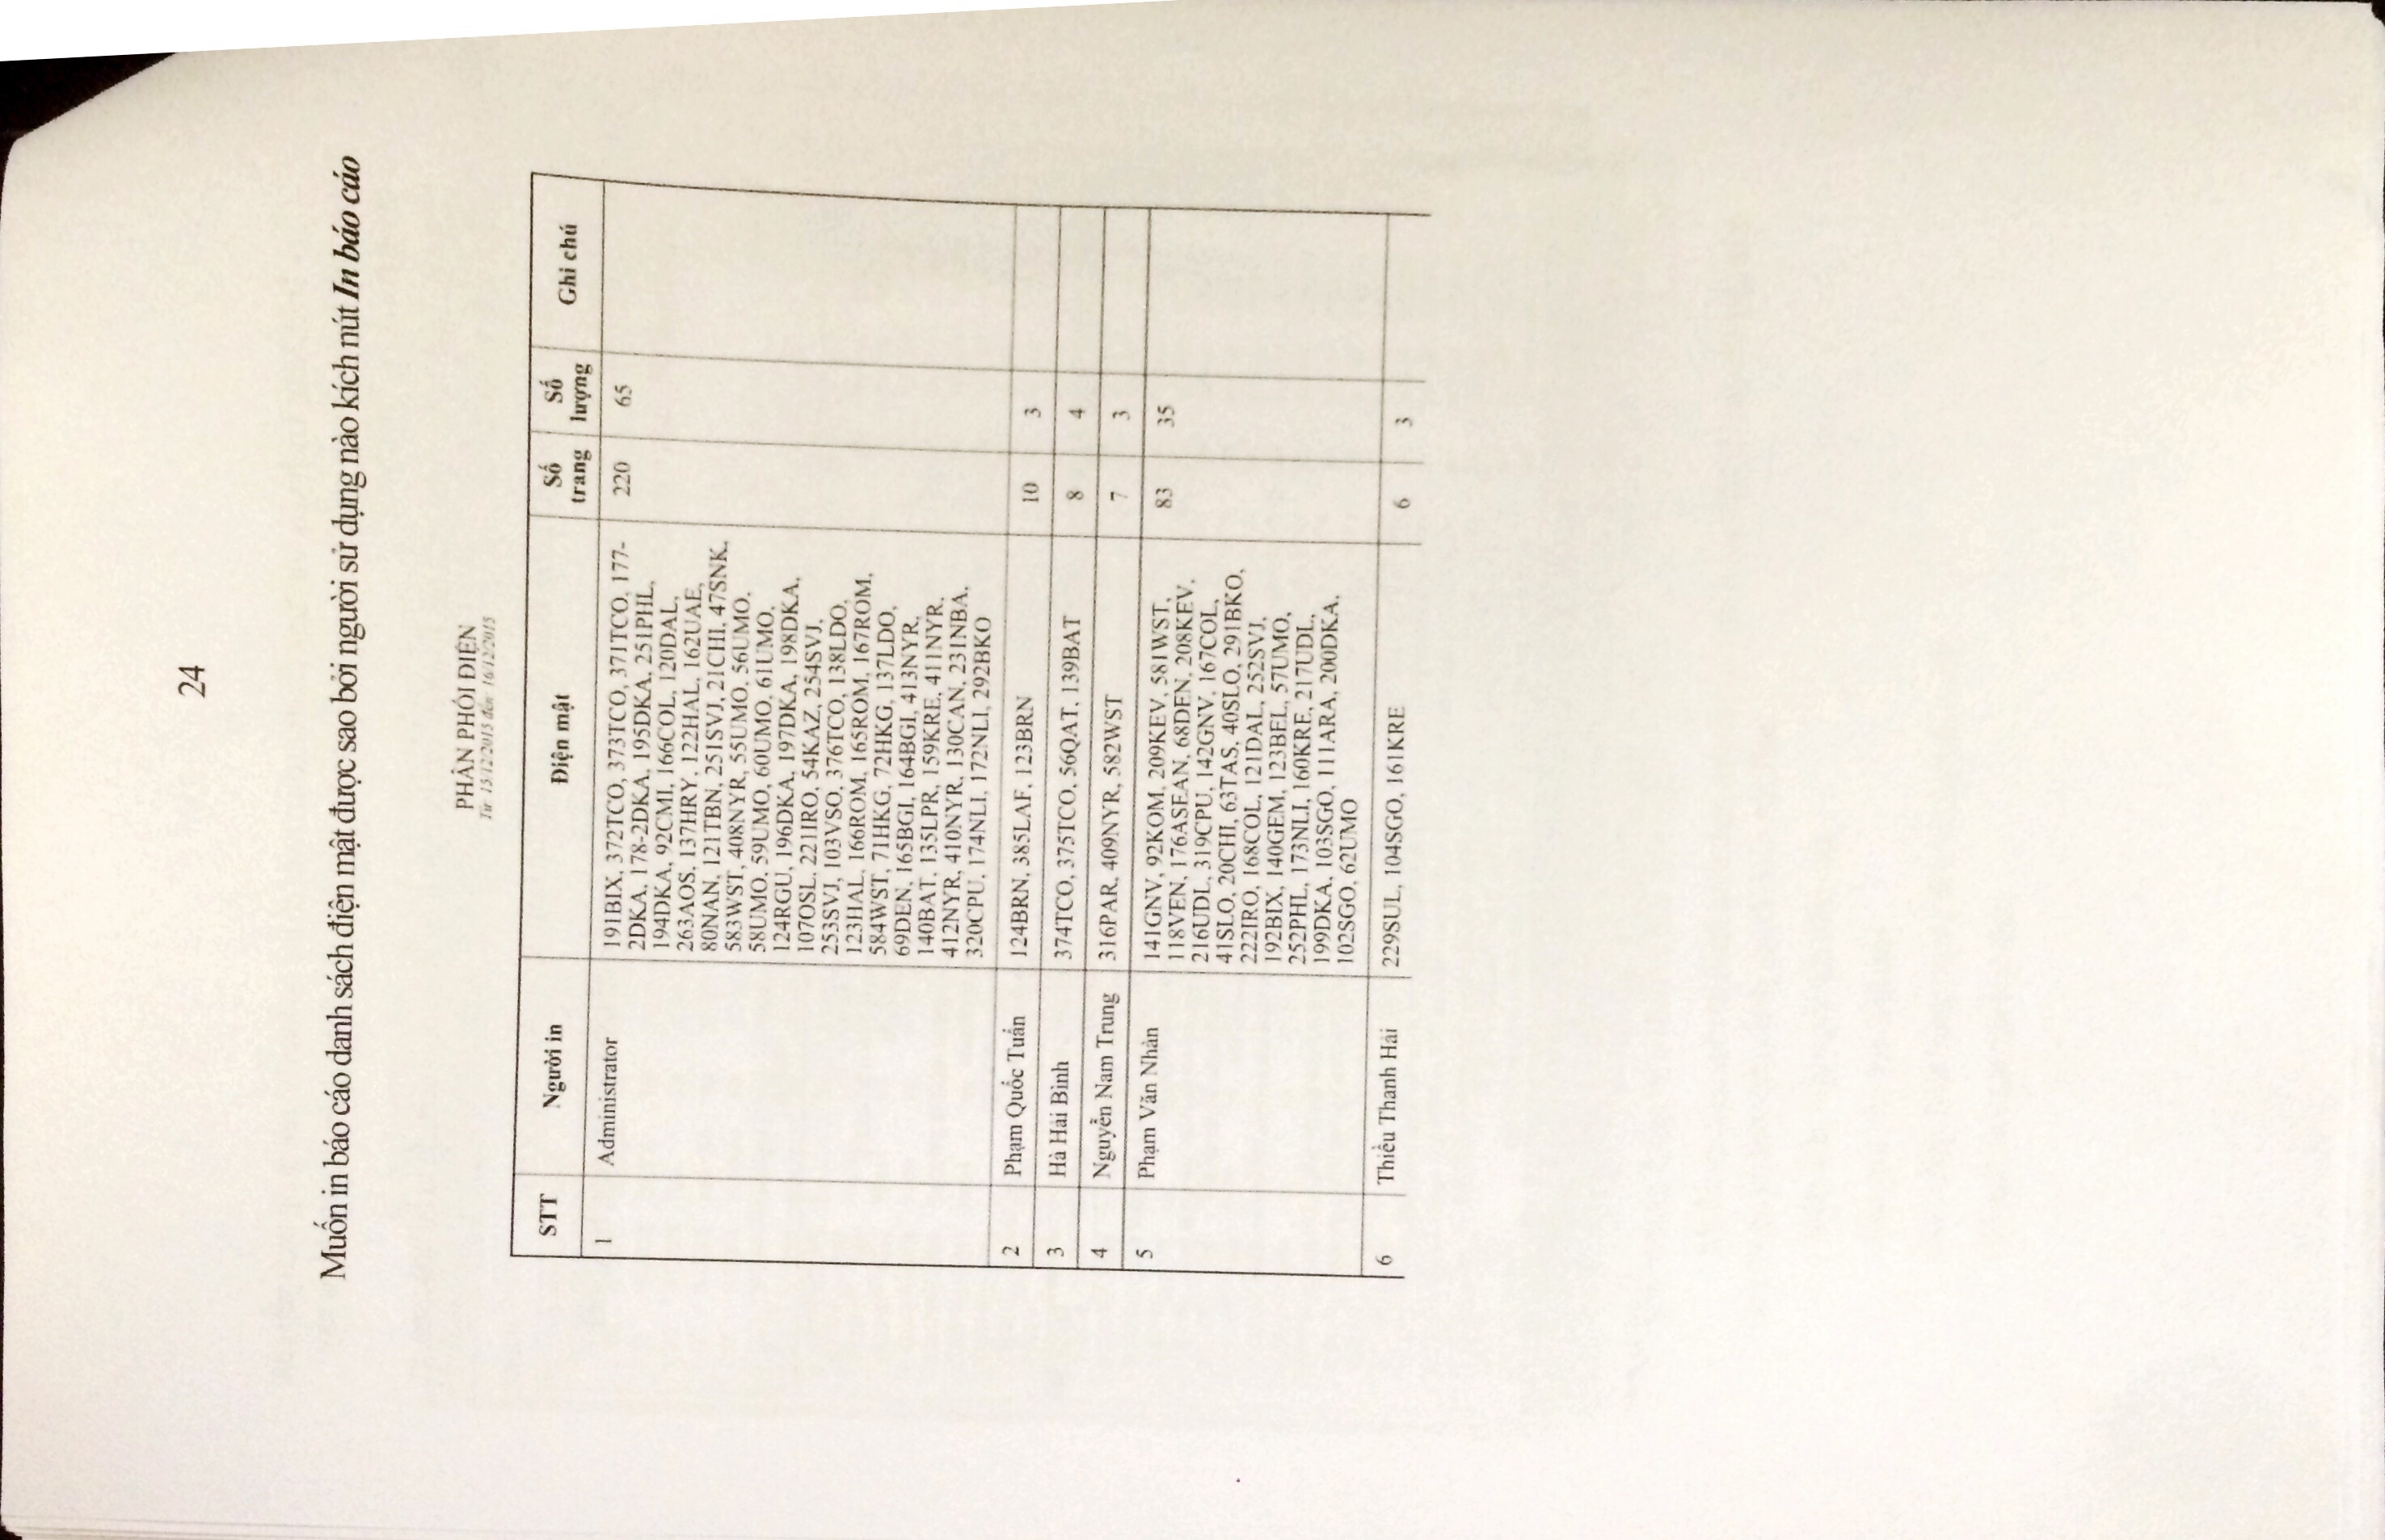 24
Muốn in báo cáo danh sách điện mật được sao bởi người sử dụng nào kích nút In báo cáo
PHÂN PHỐI ĐIỆN
Từ 15/12/2015 đến 16/12/2015
STT Người in Điện mật Số trang Số lượng Ghi chú
1 Administrator 191BIX, 372TCO, 373TCO, 371TCO, 177- 220 65
2DKA, 178-2DKA, 195DKA, 251PHL,
194DKA, 92CMI, 166COL, 120DAL,
263AOS, 137HRY, 122HAL, 162UAE,
80NAN, 121TBN, 251SVJ, 21CHI, 47SNK,
583WST, 408NYR, 55UMO, 56UMO,
58UMO, 59UMO, 60UMO, 61UMO,
124RGU, 196DKA, 197DKA, 198DKA,
107OSL, 221IRO, 54KAZ, 254SVJ,
253SVJ, 103VSO, 376TCO, 138LDO,
123HAL, 166ROM, 165ROM, 167ROM,
584WST, 71HKG, 72HKG, 137LDO,
69DEN, 165BGI, 164BGI, 413NYR,
140BAT, 135LPR, 159KRE, 411NYR,
412NYR, 410NYR, 130CAN, 231NBA,
320CPU, 174NLI, 172NLI, 292BKO
2 Phạm Quốc Tuấn 124BRN, 385LAF, 123BRN 10 3
3 Hà Hải Bình 374TCO, 375TCO, 56QAT, 139BAT 8 4
4 Nguyễn Nam Trung 316PAR, 409NYR, 582WST 7 3
5 Phạm Văn Nhàn 141GNV, 92KOM, 209KEV, 581WST, 83 35
118VEN, 176ASEAN, 68DEN, 208KEV,
216UDL, 319CPU, 142GNV, 167COL,
41SLO, 20CHI, 63TAS, 40SLO, 291BKO,
222IRO, 168COL, 121DAL, 252SVJ,
192BIX, 140GEM, 123BEL, 57UMO,
252PHL, 173NLI, 160KRE, 217UDL,
199DKA, 103SGO, 111ARA, 200DKA,
102SGO, 62UMO
6 Thiều Thanh Hải 229SUL, 104SGO, 161KRE 6 3